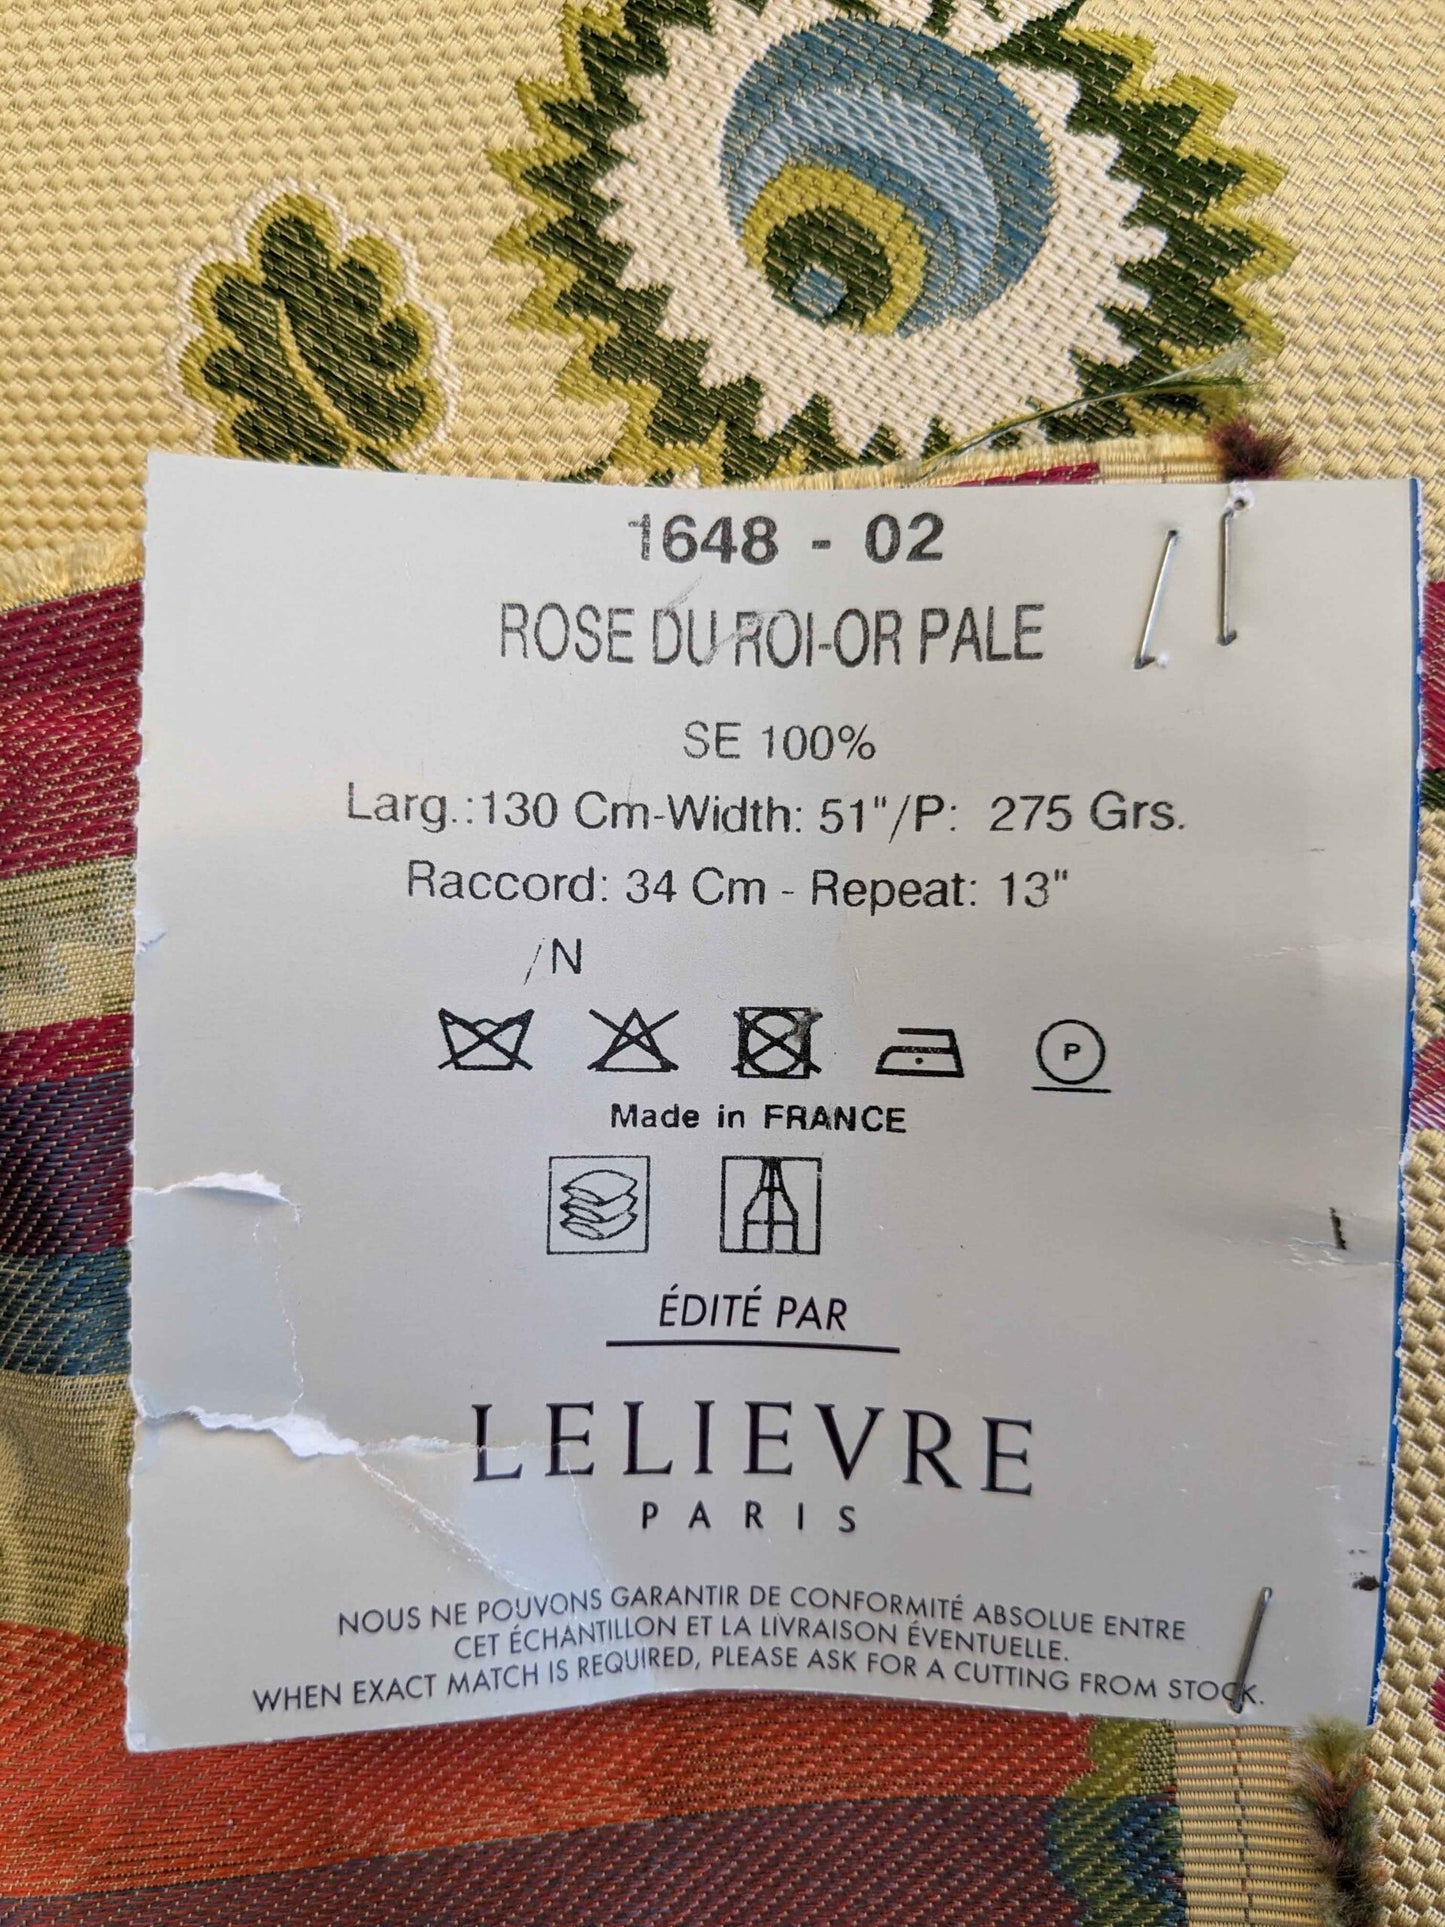 1648 - 02
ROSE DU ROI-OR PALE
SE 100%
Larg.:130 Cm-Width: 51"/P: 275 Grs.
Raccord: 34 Cm - Repeat: 13"
/N
P
Made in FRANCE
ÉDITÉ PAR
LELIEVRE
PARIS
NOUS NE POUVONS GARANTIR DE CONFORMITÉ ABSOLUE ENTRE
CET ÉCHANTILLON ET LA LIVRAISON ÉVENTUELLE.
WHEN EXACT MATCH IS REQUIRED, PLEASE ASK FOR A CUTTING FROM STOCK.